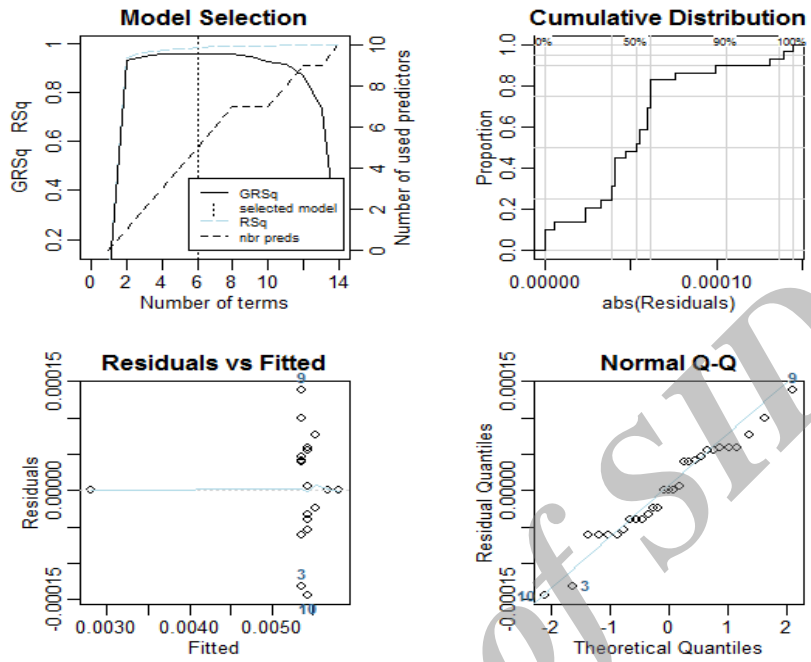 Model Selection
GRSq RSq
1
0.8
0.6
0.4
0.2
10
8
6
4
2
0
Number of used predictors
GRSq
selected model
RSq
nbr preds
0 2 4 6 8 10 12 14
Number of terms
Cumulative Distribution
0% 50% 90% 100%
Proportion
1.0
0.8
0.6
0.4
0.2
0.0
0.00000 0.00010
abs(Residuals)
Residuals vs Fitted
9
Residuals
0.00015
0.00000
-0.00015
3
10
0.0030 0.0040 0.0050
Fitted
Normal Q-Q
9
Residual Quantiles
0.00015
0.00000
-0.00015
10 3
-2 -1 0 1 2
Theoretical Quantiles
of SID